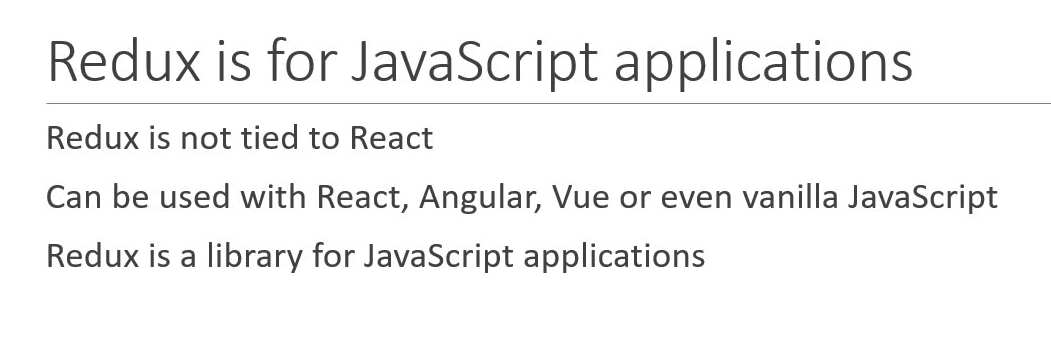 Redux is for JavaScript applications
Redux is not tied to React
Can be used with React, Angular, Vue or even vanilla JavaScript
Redux is a library for JavaScript applications